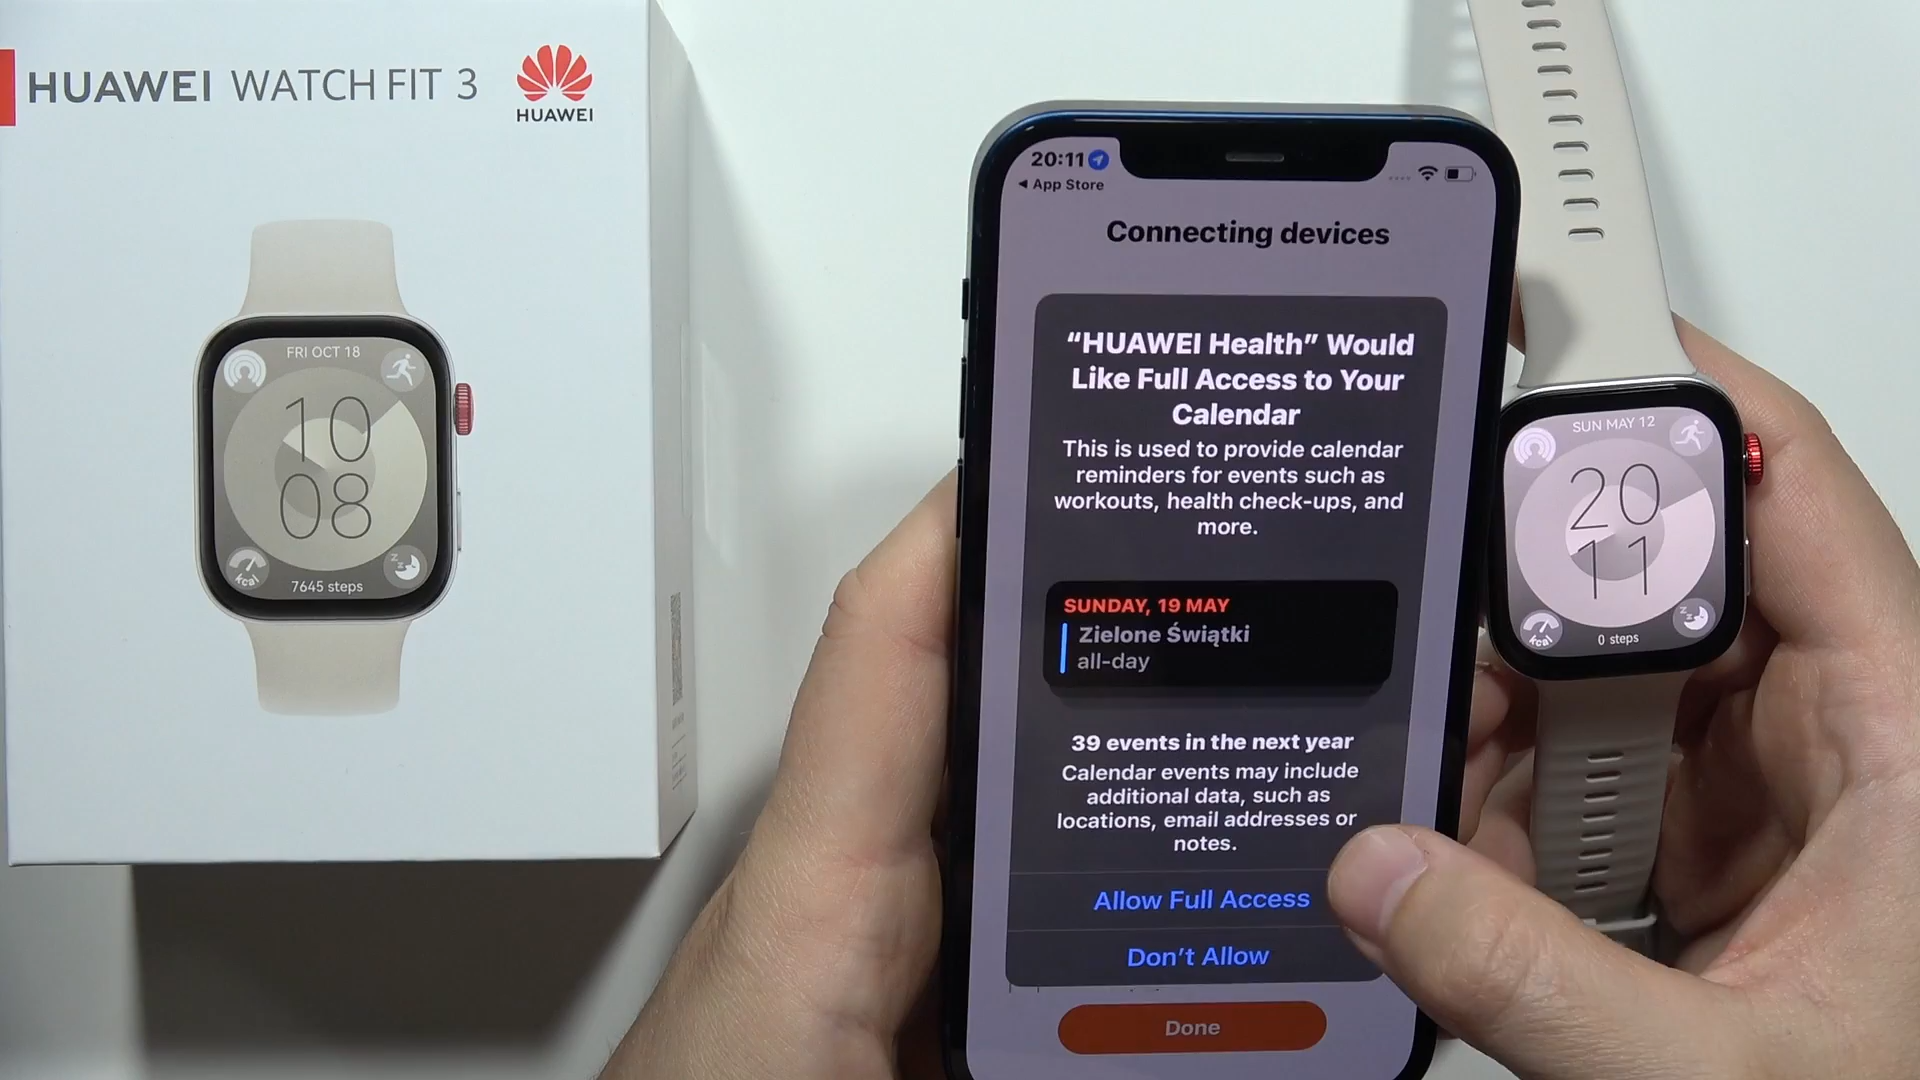 HUAWEI WATCH FIT 3
HUAWEI
FRI OCT 18
10
08
kcal
zz
7645 steps
20:11
App Store
Connecting devices
“HUAWEI Health” Would
Like Full Access to Your
Calendar
This is used to provide calendar
reminders for events such as
workouts, health check-ups, and
more.
SUNDAY, 19 MAY
Zielone Świątki
all-day
39 events in the next year
Calendar events may include
additional data, such as
locations, email addresses or
notes.
Allow Full Access
Don’t Allow
Done
SUN MAY 12
20
11
kcal
zz
0 steps